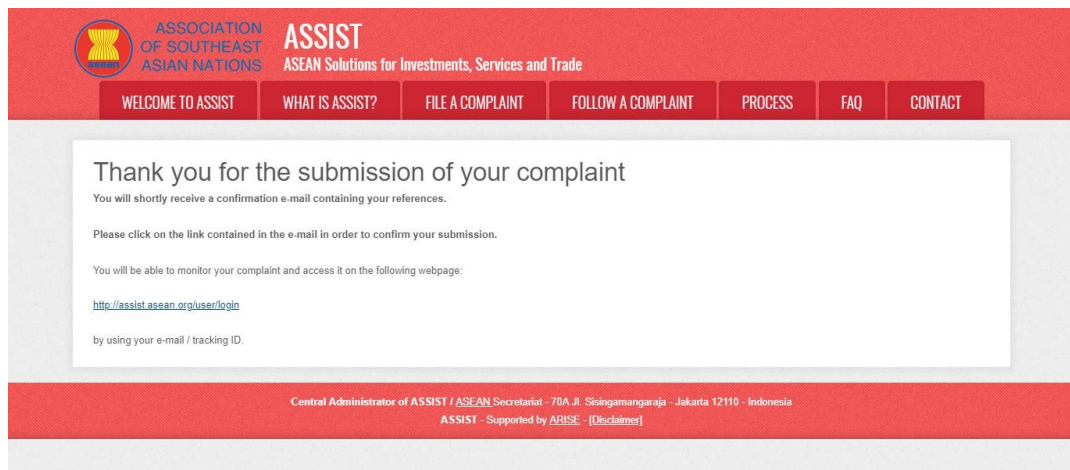 ASSOCIATION
OF SOUTHEAST
ASIAN NATIONS
asean
ASSIST
ASEAN Solutions for Investments, Services and Trade
WELCOME TO ASSIST WHAT IS ASSIST? FILE A COMPLAINT FOLLOW A COMPLAINT PROCESS FAQ CONTACT
Thank you for the submission of your complaint
You will shortly receive a confirmation e-mail containing your references.
Please click on the link contained in the e-mail in order to confirm your submission.
You will be able to monitor your complaint and access it on the following webpage:
http://assist.asean.org/user/login
by using your e-mail / tracking ID.
Central Administrator of ASSIST / ASEAN Secretariat - 70A Jl. Sisingamangaraja - Jakarta 12110 - Indonesia
ASSIST - Supported by ARISE - [Disclaimer]